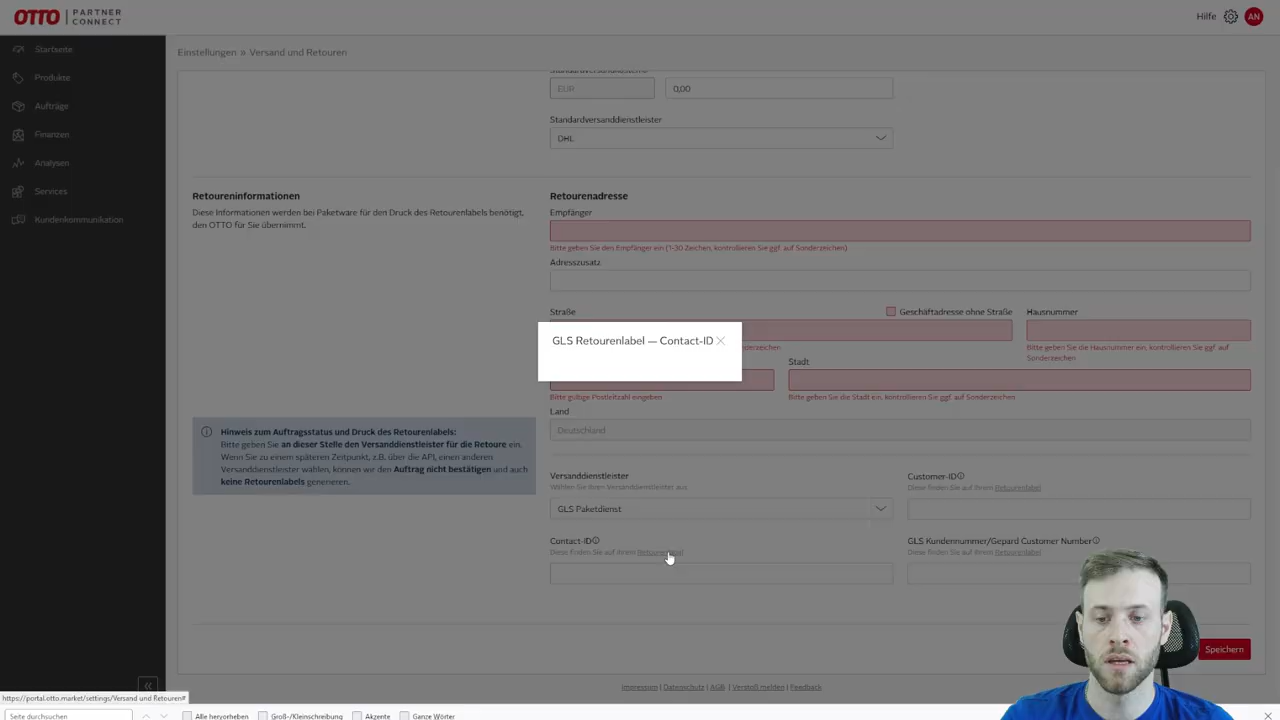 OTTO PARTNER CONNECT
Hilfe
AN
Startseite
Produkte
Aufträge
Finanzen
Analysen
Services
Kundenkommunikation
Einstellungen » Versand und Retouren
EUR
0,00
Standardversanddienstleister
DHL
Retoureninformationen
Diese Informationen werden bei Paketware für den Druck des Retourenlabels benötigt,
den OTTO für Sie übernimmt.
Retourenadresse
Empfänger
Bitte geben Sie den Empfänger ein (1-30 Zeichen, kontrollieren Sie ggf. auf Sonderzeichen)
Adresszusatz
Straße
Geschäftadresse ohne Straße
Hausnummer
Bitte geben Sie die Hausnummer ein, kontrollieren Sie ggf. auf
Sonderzeichen
GLS Retourenlabel — Contact-ID
Stadt
Bitte gültige Postleitzahl eingeben
Bitte geben Sie die Stadt ein, kontrollieren Sie ggf. auf Sonderzeichen
Land
Deutschland
Hinweis zum Auftragsstatus und Druck des Retourenlabels:
Bitte geben Sie an dieser Stelle den Versanddienstleister für die Retoure ein.
Wenn Sie zu einem späteren Zeitpunkt, z.B. über die API, einen anderen
Versanddienstleister wählen, können wir den Auftrag nicht bestätigen und auch
keine Retourenlabels generieren.
Versanddienstleister
Wählen Sie Ihren Versanddienstleister aus.
GLS Paketdienst
Customer-ID
Diese finden Sie auf Ihrem Retourenlabel
Contact-ID
Diese finden Sie auf Ihrem Retourenlabel
GLS Kundennummer/Gepard Customer Number
Diese finden Sie auf Ihrem Retourenlabel
Speichern
Impressum | Datenschutz | AGB | Verstoß melden | Feedback
https://portal.otto.market/settings/Versand und Retouren#
Seite durchsuchen
Alle hervorheben
Groß-/Kleinschreibung
Akzente
Ganze Wörter